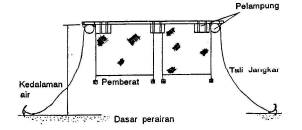 Pelampung
Kedalaman
air
Tali Jangkar
Pemberat
Dasar perairan